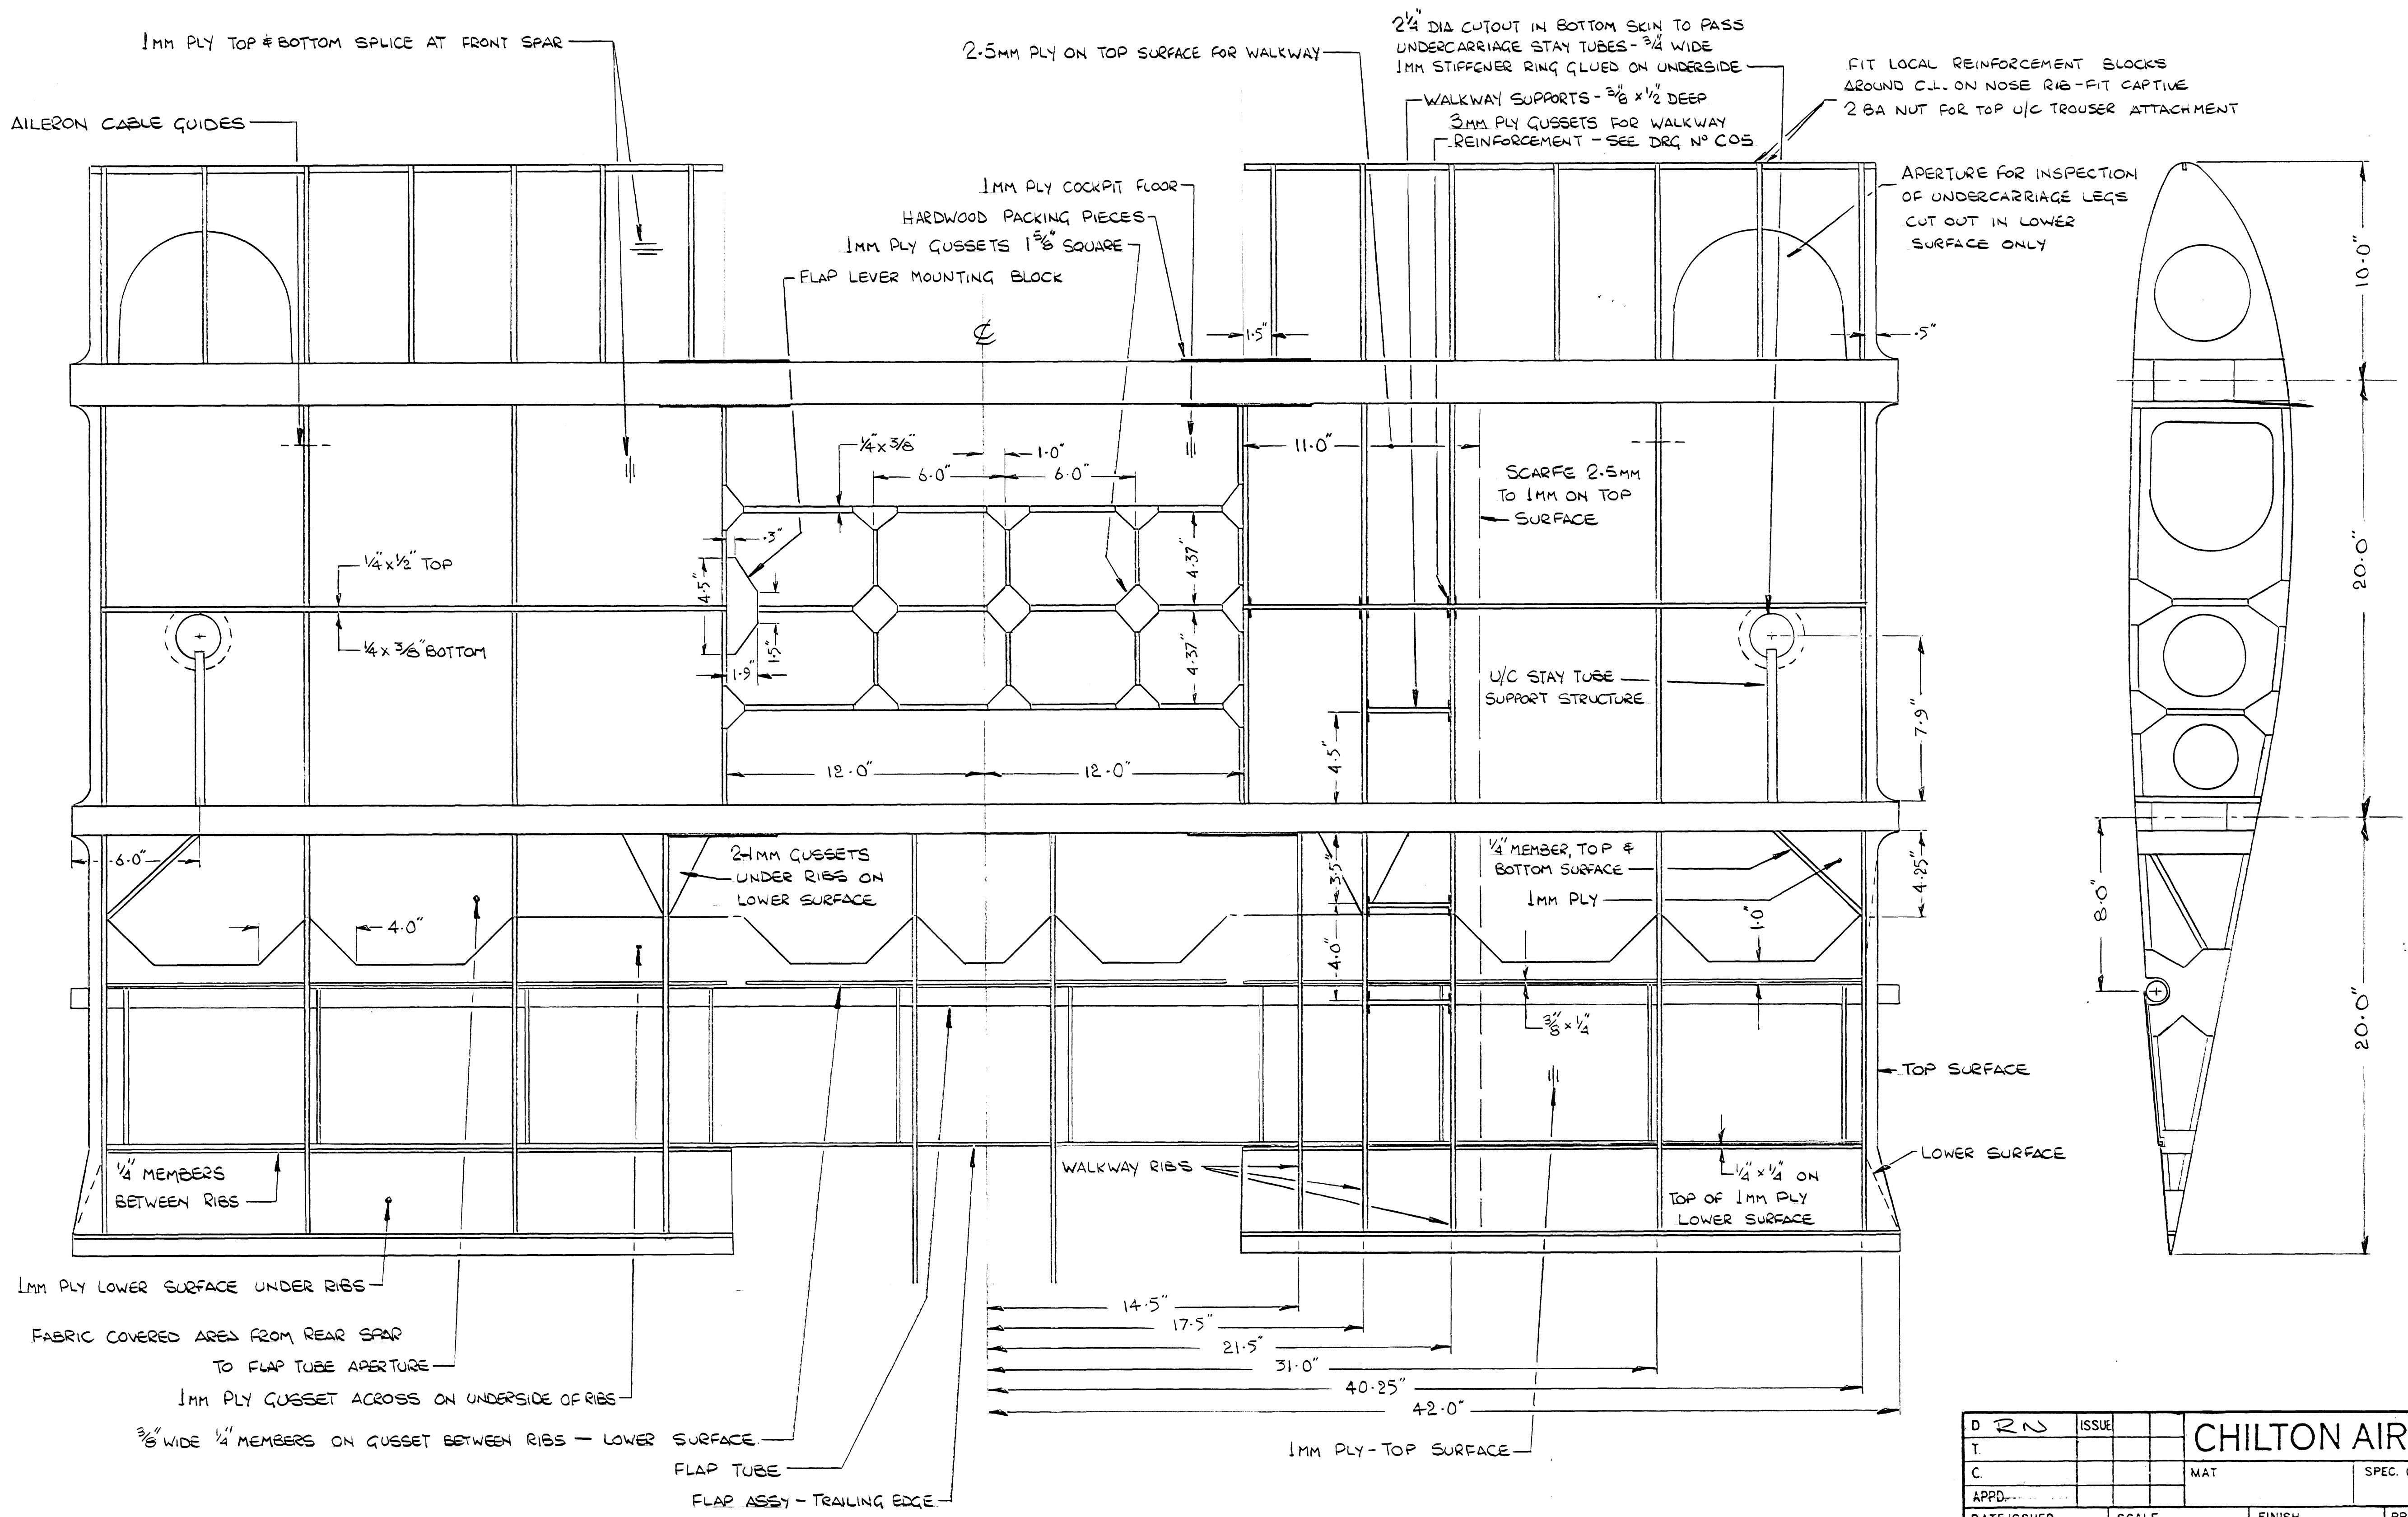 1MM PLY TOP & BOTTOM SPLICE AT FRONT SPAR
AILERON CABLE GUIDES
2·5MM PLY ON TOP SURFACE FOR WALKWAY
2¼" DIA CUTOUT IN BOTTOM SKIN TO PASS
UNDERCARRIAGE STAY TUBES - ¾" WIDE
1MM STIFFENER RING GLUED ON UNDERSIDE
WALKWAY SUPPORTS - ⅜" x ½" DEEP
3MM PLY GUSSETS FOR WALKWAY
REINFORCEMENT - SEE DRG Nº C05
FIT LOCAL REINFORCEMENT BLOCKS
AROUND C.L. ON NOSE RIB - FIT CAPTIVE
2 BA NUT FOR TOP U/C TROUSER ATTACHMENT
APERTURE FOR INSPECTION
OF UNDERCARRIAGE LEGS
CUT OUT IN LOWER
SURFACE ONLY
1MM PLY COCKPIT FLOOR
HARDWOOD PACKING PIECES
1MM PLY GUSSETS 1⅝" SQUARE
FLAP LEVER MOUNTING BLOCK
℄
1·5"
·5"
10·0"
¼" x ⅜"
1·0"
6·0"
6·0"
11·0"
SCARFE 2·5MM
TO 1MM ON TOP
SURFACE
·3"
4·5"
1·5"
1·9"
4·37"
4·37"
20·0"
¼" x ½" TOP
¼ x ⅜" BOTTOM
U/C STAY TUBE
SUPPORT STRUCTURE
7·9"
4·5"
12·0"
12·0"
6·0"
2-1MM GUSSETS
UNDER RIBS ON
LOWER SURFACE
3·5"
¼" MEMBER, TOP &
BOTTOM SURFACE
1MM PLY
4·25"
8·0"
4·0"
4·0"
1·0"
⅜" x ¼"
20·0"
TOP SURFACE
LOWER SURFACE
¼" MEMBERS
BETWEEN RIBS
WALKWAY RIBS
¼" x ¼" ON
TOP OF 1MM PLY
LOWER SURFACE
1MM PLY LOWER SURFACE UNDER RIBS
FABRIC COVERED AREA FROM REAR SPAR
TO FLAP TUBE APERTURE
1MM PLY GUSSET ACROSS ON UNDERSIDE OF RIBS
⅜" WIDE ¼" MEMBERS ON GUSSET BETWEEN RIBS - LOWER SURFACE.
FLAP TUBE
FLAP ASSY - TRAILING EDGE
14·5"
17·5"
21·5"
31·0"
40·25"
42·0"
1MM PLY - TOP SURFACE
D RN ISSUE
T.
C.
APPD.
CHILTON AIR
MAT
SPEC.
DATE ISSUED
SCALE
FINISH